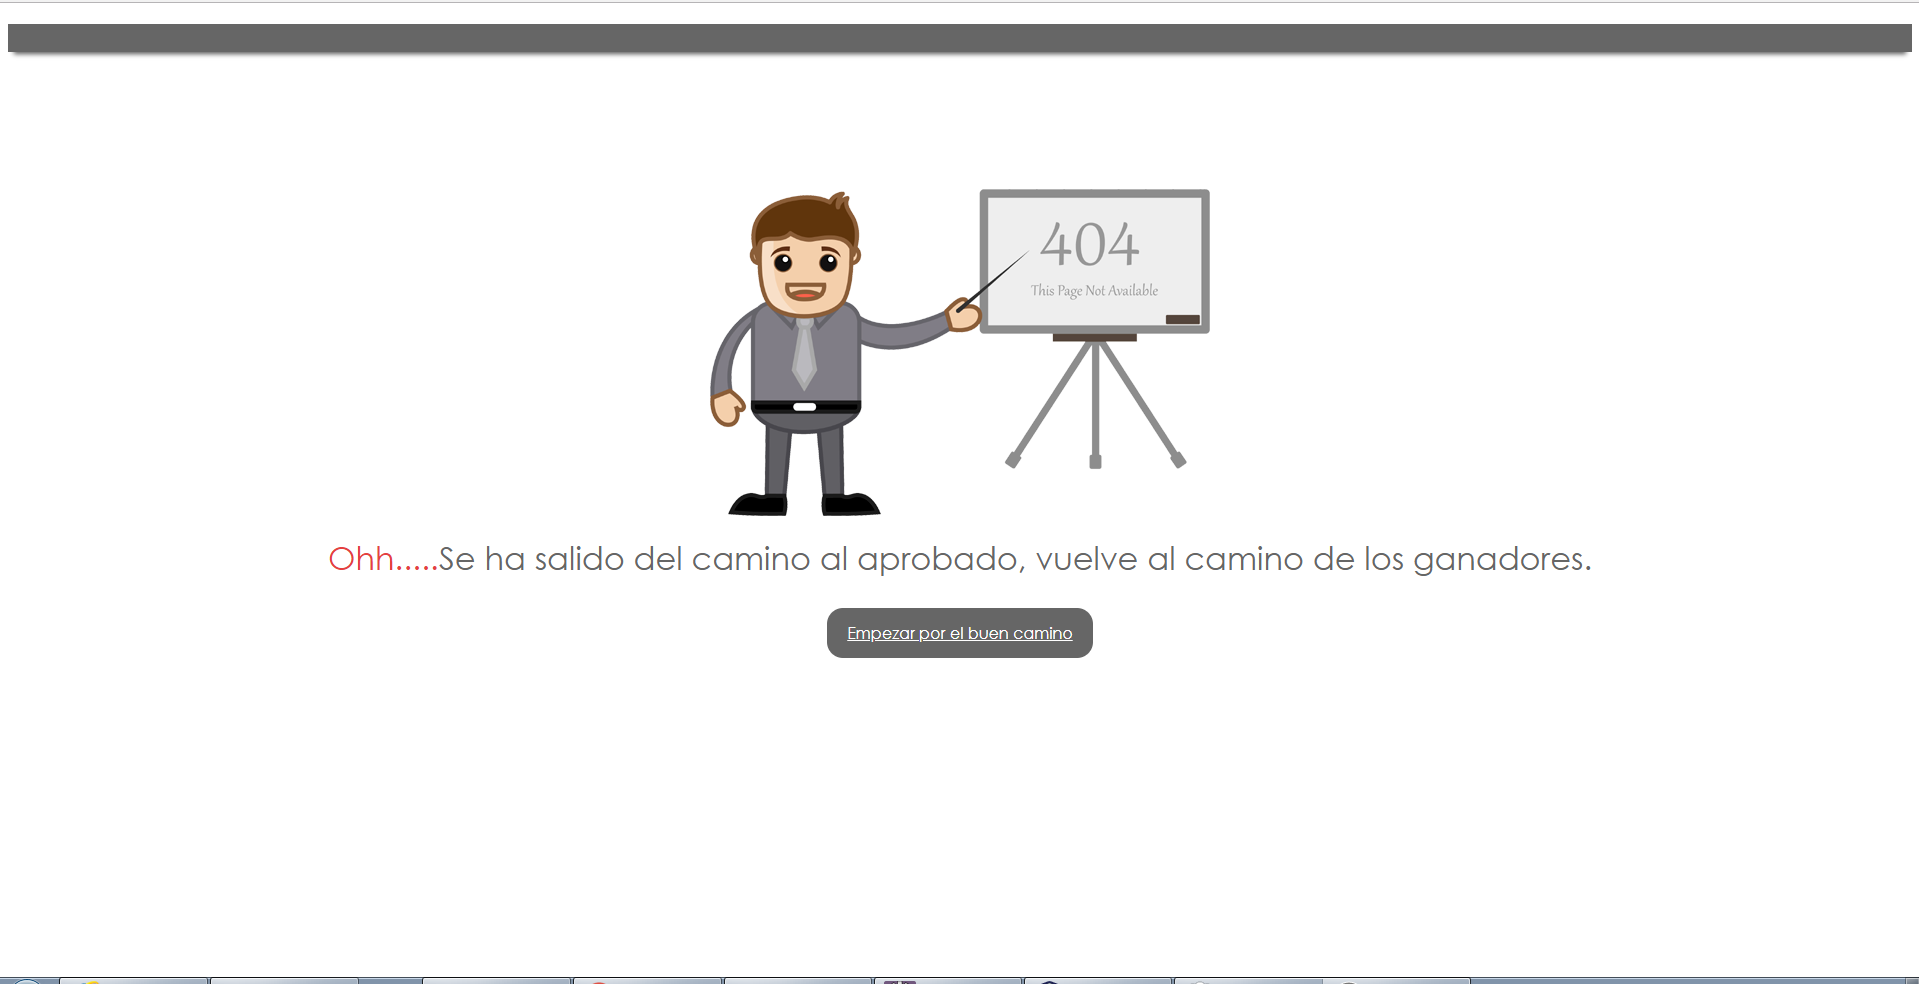 404
This Page Not Available
Ohh.....Se ha salido del camino al aprobado, vuelve al camino de los ganadores.
Empezar por el buen camino